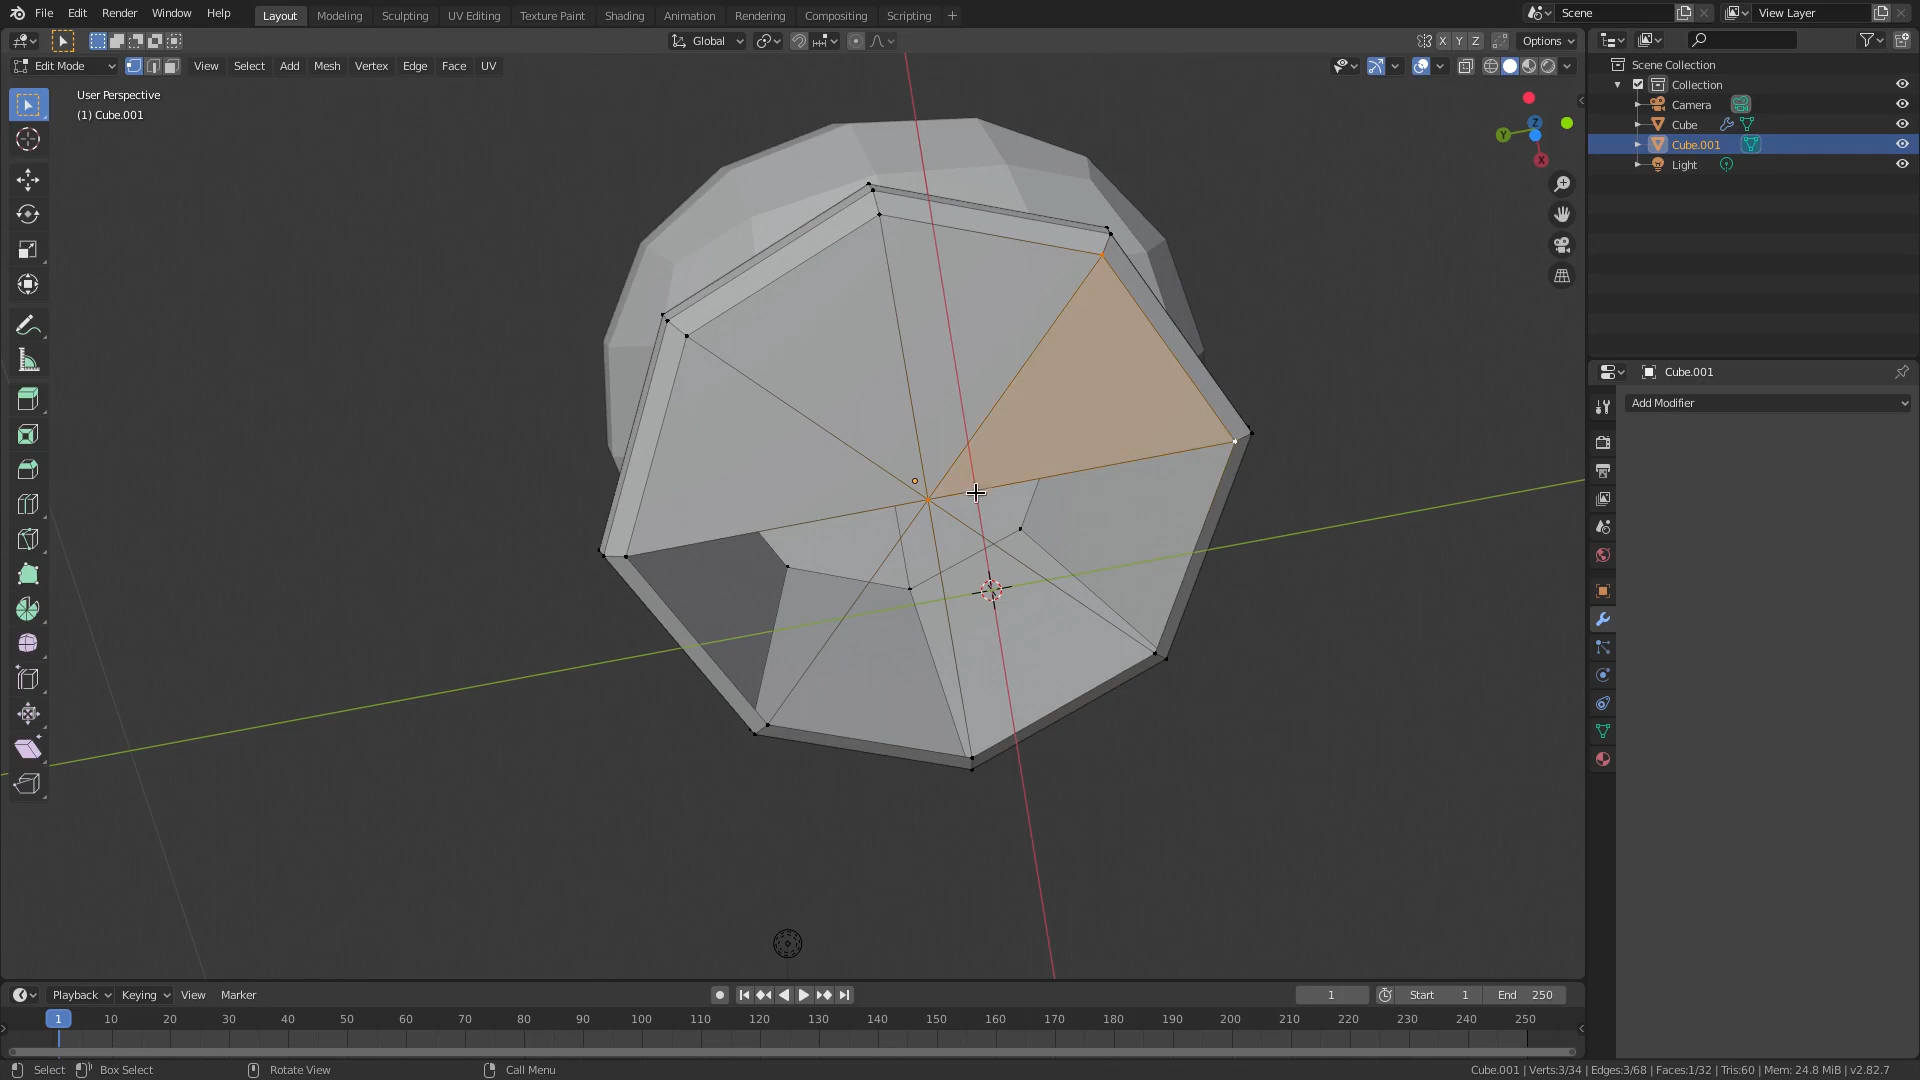 File Edit Render Window Help Layout Modeling Sculpting UV Editing Texture Paint Shading Animation Rendering Compositing Scripting + Scene View Layer
Global X Y Z Options
Edit Mode View Select Add Mesh Vertex Edge Face UV
User Perspective
(1) Cube.001
Z
Y
X
Scene Collection
Collection
Camera
Cube
Cube.001
Light
Cube.001
Add Modifier
Playback Keying View Marker 1 Start 1 End 250
1 10 20 30 40 50 60 70 80 90 100 110 120 130 140 150 160 170 180 190 200 210 220 230 240 250
Select Box Select Rotate View Call Menu Cube.001 | Verts:3/34 | Edges:3/68 | Faces:1/32 | Tris:60 | Mem: 24.8 MiB | v2.82.7